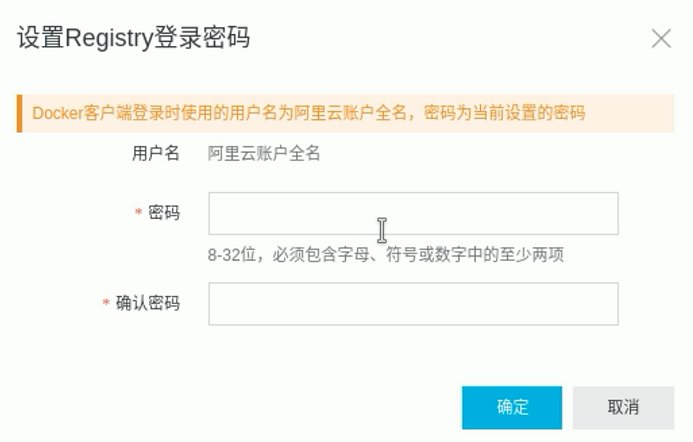 设置Registry登录密码
Docker客户端登录时使用的用户名为阿里云账户全名，密码为当前设置的密码
用户名 阿里云账户全名
* 密码
8-32位，必须包含字母、符号或数字中的至少两项
* 确认密码
确定 取消